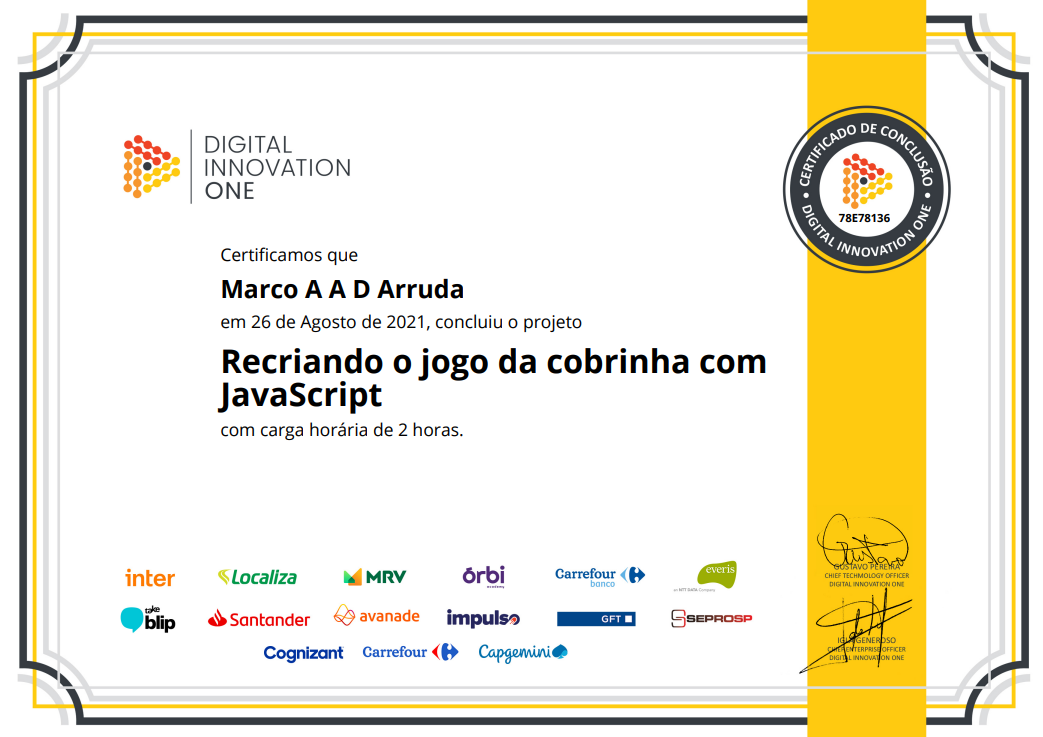 DIGITAL
INNOVATION
ONE
CERTIFICADO DE CONCLUSÃO
78E78136
DIGITAL INNOVATION ONE
Certificamos que
Marco A A D Arruda
em 26 de Agosto de 2021, concluiu o projeto
Recriando o jogo da cobrinha com
JavaScript
com carga horária de 2 horas.
GUSTAVO PEREIRA
CHIEF TECHNOLOGY OFFICER
DIGITAL INNOVATION ONE
IGU GENEROSO
CHIEF ENTERPRISE OFFICER
DIGITAL INNOVATION ONE
inter
Localiza
MRV
órbi
academy
Carrefour
banco
everis
an NTT DATA Company
take
blip
Santander
avanade
impulso
GFT
SEPROSP
Cognizant
Carrefour
Capgemini